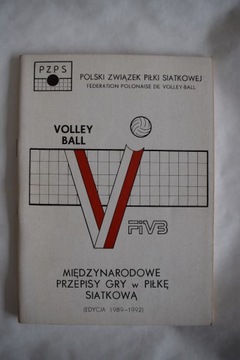 PZPS
POLSKI ZWIĄZEK PIŁKI SIATKOWEJ
FEDERATION POLONAISE DE VOLLEY-BALL
VOLLEY
BALL
FIVB
MIĘDZYNARODOWE
PRZEPISY GRY w PIŁKĘ
SIATKOWĄ
(EDYCJA 1989-1992)